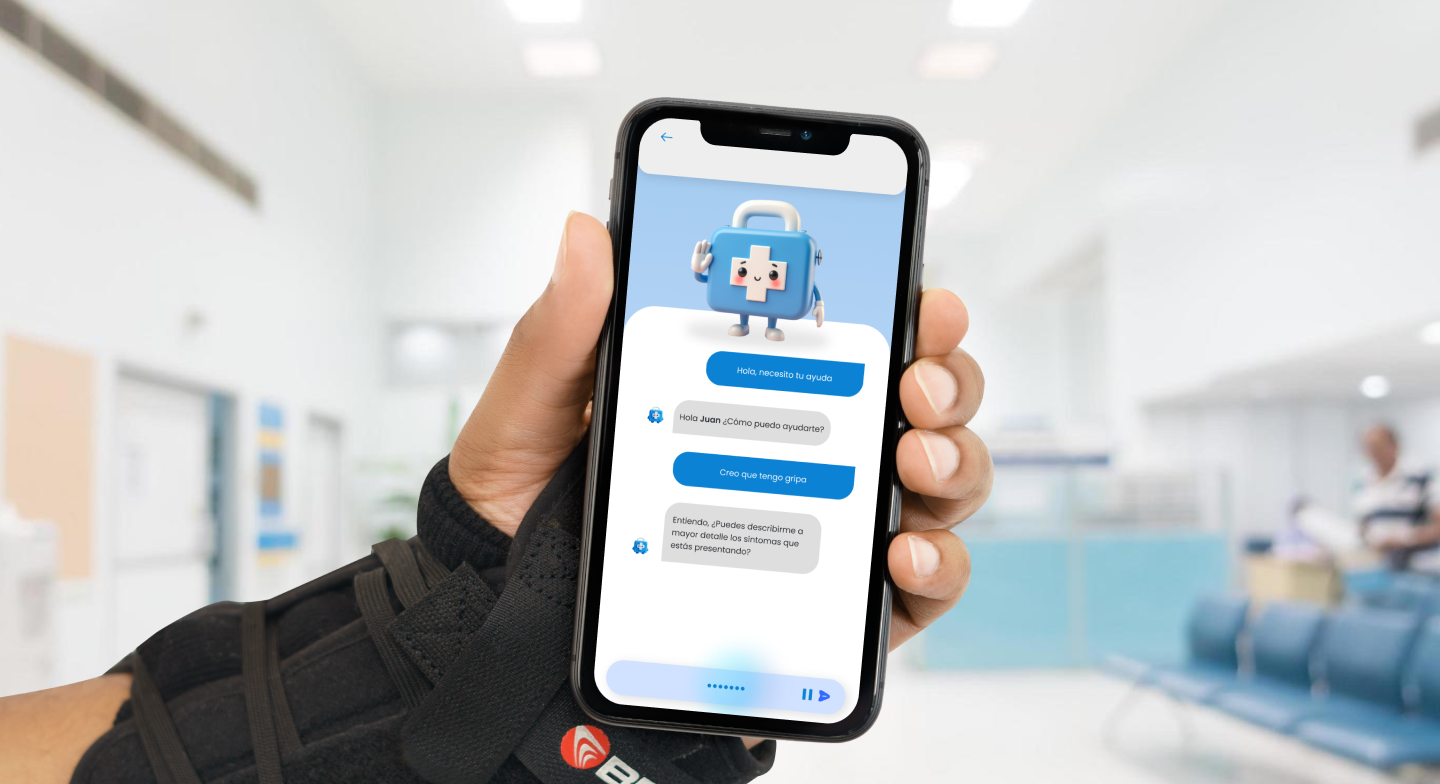 Hola, necesito tu ayuda
Hola Juan ¿Cómo puedo ayudarte?
Creo que tengo gripa
Entiendo, ¿Puedes describirme a
mayor detalle los síntomas que
estás presentando?